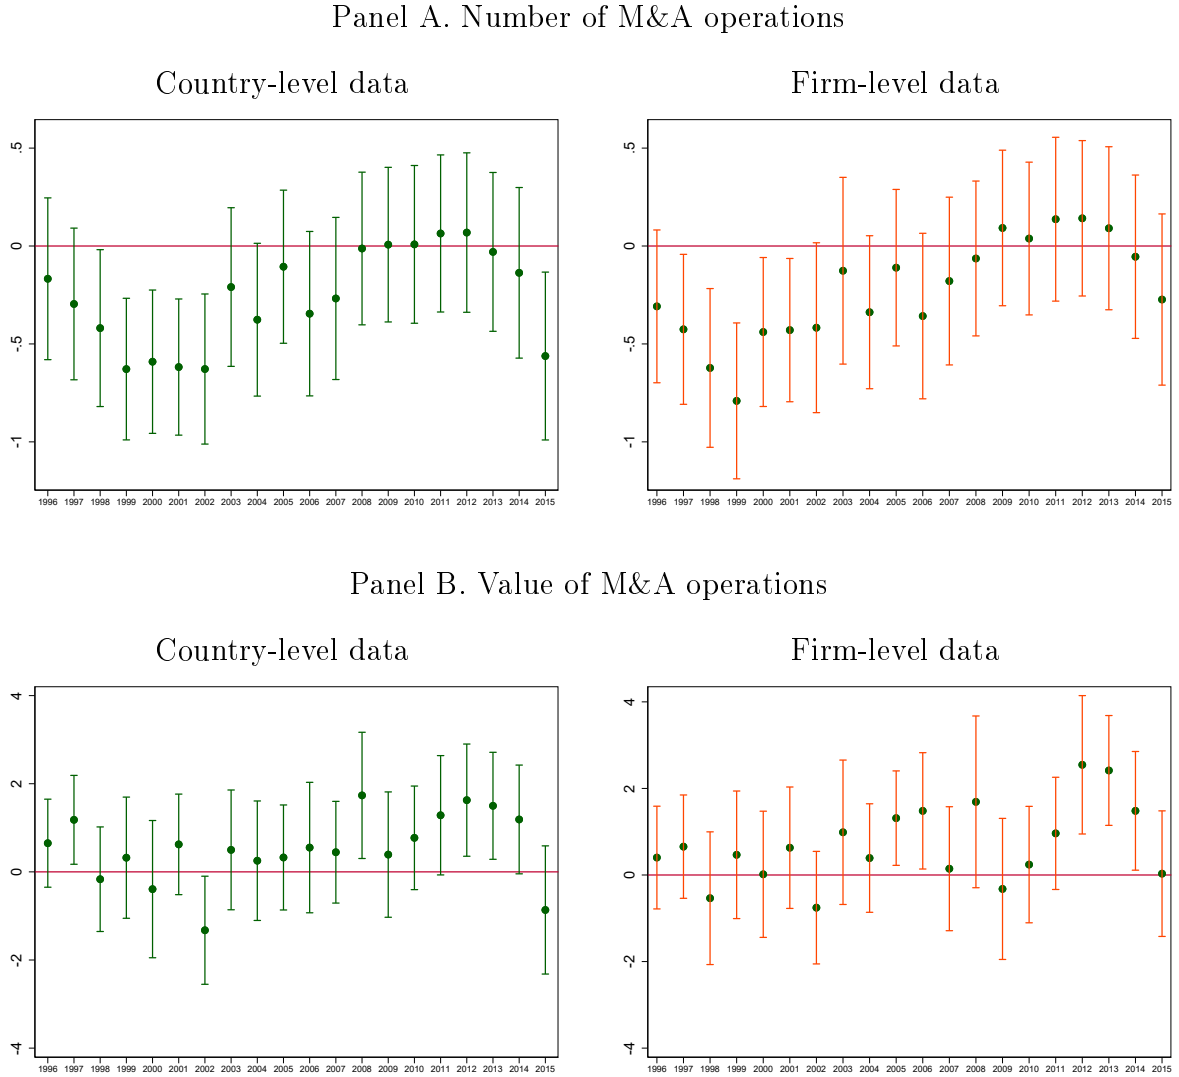 Panel A. Number of M&A operations
Country-level data
Firm-level data
.5
0
-.5
-1
1996 1997 1998 1999 2000 2001 2002 2003 2004 2005 2006 2007 2008 2009 2010 2011 2012 2013 2014 2015
.5
0
-.5
-1
1996 1997 1998 1999 2000 2001 2002 2003 2004 2005 2006 2007 2008 2009 2010 2011 2012 2013 2014 2015
Panel B. Value of M&A operations
Country-level data
Firm-level data
4
2
0
-2
-4
1996 1997 1998 1999 2000 2001 2002 2003 2004 2005 2006 2007 2008 2009 2010 2011 2012 2013 2014 2015
4
2
0
-2
-4
1996 1997 1998 1999 2000 2001 2002 2003 2004 2005 2006 2007 2008 2009 2010 2011 2012 2013 2014 2015